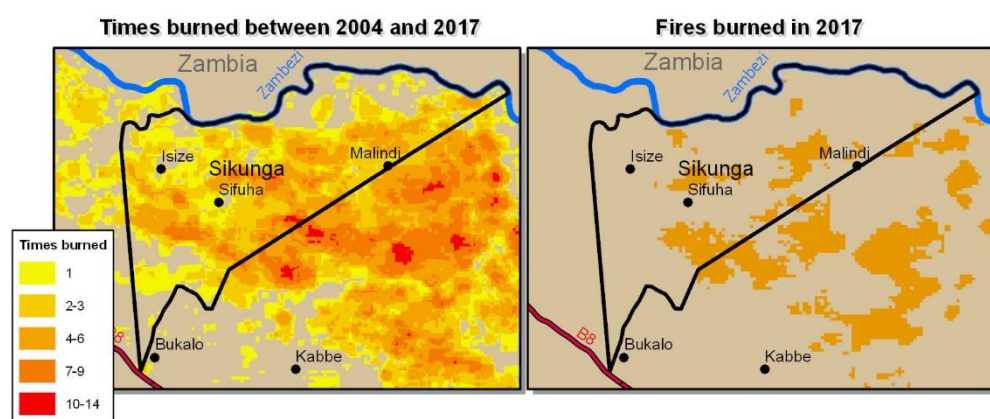 Times burned between 2004 and 2017
Zambia
Zambezi
Isize
Malindi
Sikunga
Sifuha
Bukalo
Kabbe
Times burned
1
2-3
4-6
7-9
10-14
Fires burned in 2017
Zambia
Zambezi
Isize
Malindi
Sikunga
Sifuha
B8
Bukalo
Kabbe